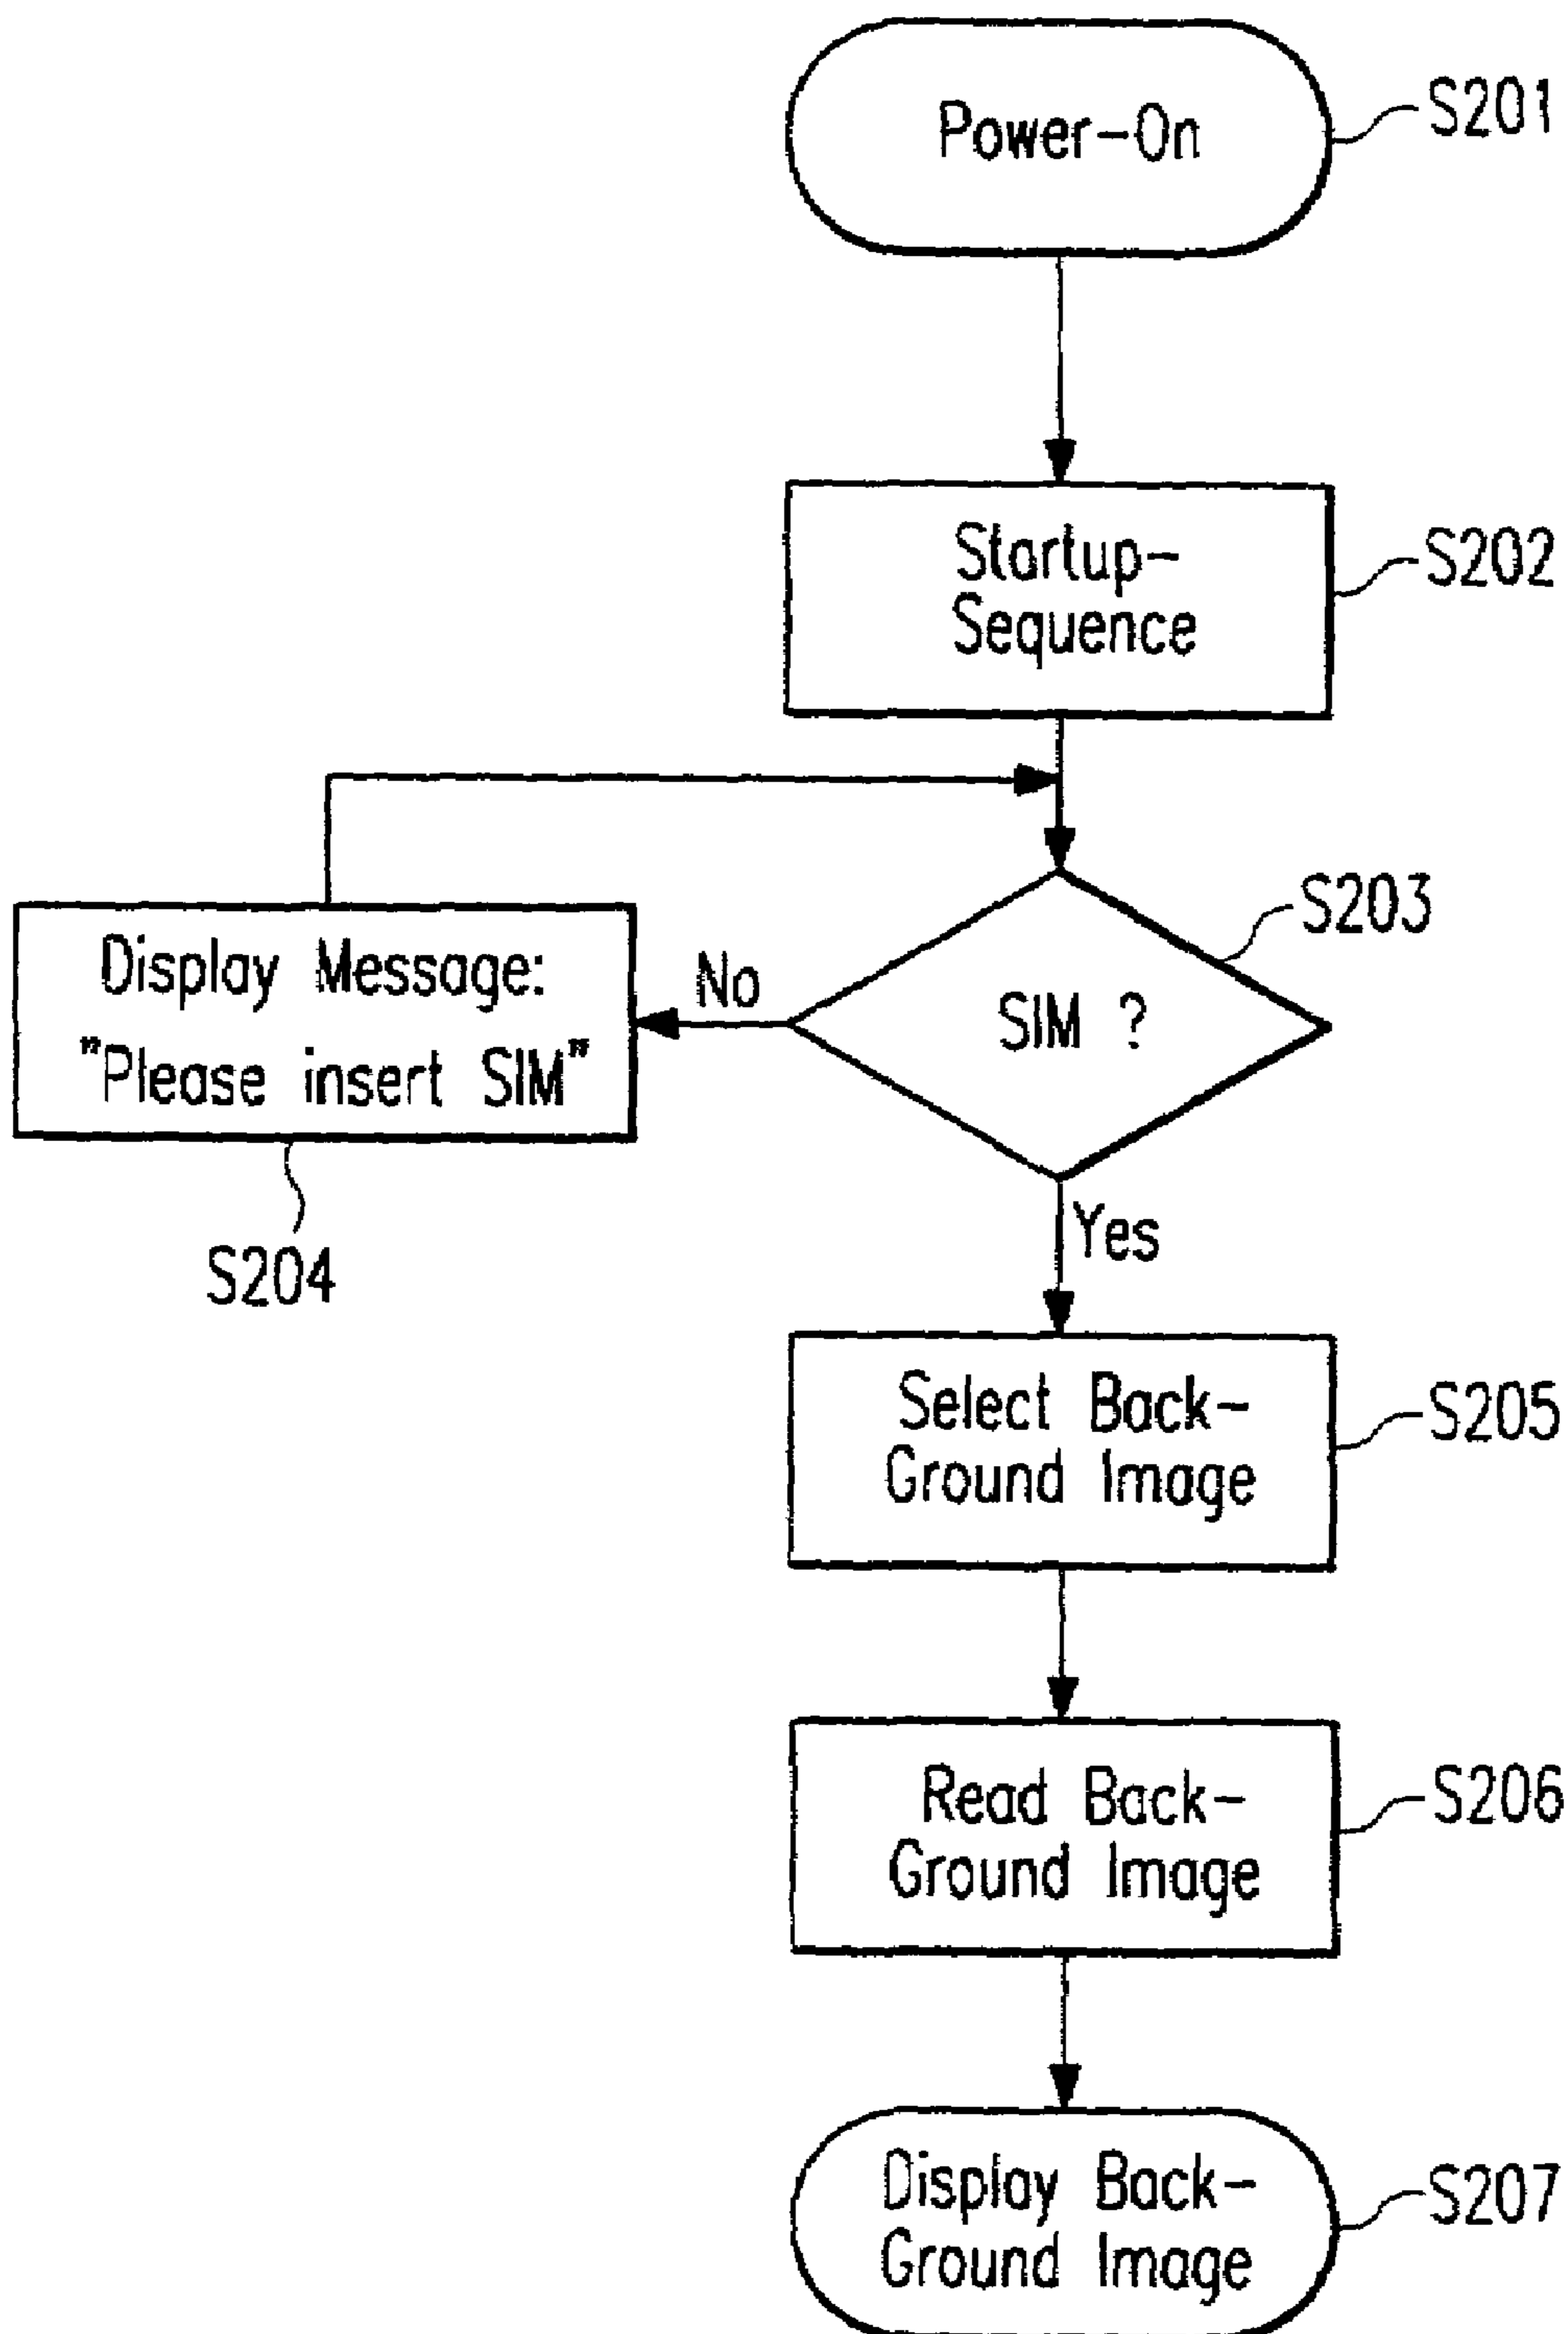 Power-On
S201
Startup-
Sequence
S202
SIM ?
S203
No
Display Message:
"Please insert SIM"
S204
Yes
Select Back-
Ground Image
S205
Read Back-
Ground Image
S206
Display Back-
Ground Image
S207